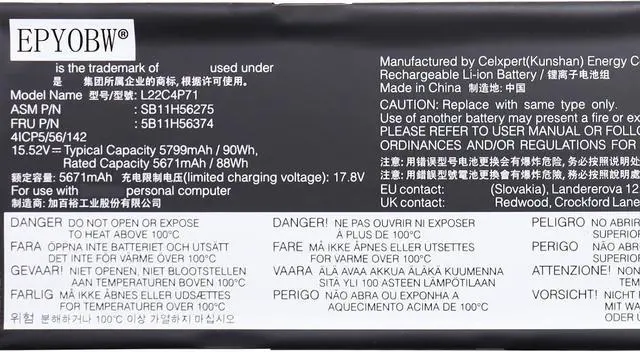 EPYOBW®
is the trademark of used under
是 集团所属企业的商标，根据许可使用.
Model Name 型号/型號: L22C4P71
ASM P/N : SB11H56275
FRU P/N : 5B11H56374
4ICP5/56/142
15.52V⎓ Typical Capacity 5799mAh / 90Wh,
Rated Capacity 5671mAh / 88Wh
额定容量: 5671mAh 充电限制电压(limited charging voltage): 17.8V
For use with personal computer
制造商: 加百裕工业股份有限公司
Manufactured by Celxpert(Kunshan) Energy Co
Rechargeable Li-ion Battery / 锂离子电池组
Made in China 制造地: 中国
CAUTION: Replace with same type only.
Use of another battery may present a risk of
PLEASE REFER TO USER MANUAL OR FOLL
ORDINANCES AND/OR REGULATIONS FOR
注意: 用错误型号电池更换会有爆炸危险, 务必按照说
注意: 用錯誤型號電池更換會有爆炸危險, 務必按照說
EU contact: (Slovakia), Landererova 12
UK contact: Redwood, Crockford Lane
DANGER DO NOT OPEN OR EXPOSE
TO HEAT ABOVE 100°C
FARA ÖPPNA INTE BATTERIET OCH UTSÄTT
DET INTE FÖR VÄRME ÖVER 100°C
GEVAAR! NIET OPENEN, NIET BLOOTSTELLEN
AAN TEMPERATUREN BOVEN 100°C
FARLIG MÅ IKKE ÅBNES ELLER UDSÆTTES
FOR TEMPERATURER OVER 100°C
위험 분해하거나 100°C 이상 가열하지 마십시오
DANGER! NE PAS OUVRIR NI EXPOSER
À PLUS DE 100°C
FARE MÅ IKKE ÅPNES ELLER UTSETTES
FOR VARME OVER 100°C
VAARA ÄLÄ AVAA AKKUA ÄLÄKÄ KUUMENNA
SITÄ YLI 100 ASTEEN LÄMPÖTILAAN
PERIGO NÃO ABRA OU EXPONHA A
AQUECIMENTO ACIMA DE 100°C
PELIGRO NO ABRIR
SUPERIOR
PERIGO NÃO ABR
SUPERIO
ATTENZIONE! NON
DA T
VORSICHT! NICHT
ODER Ü